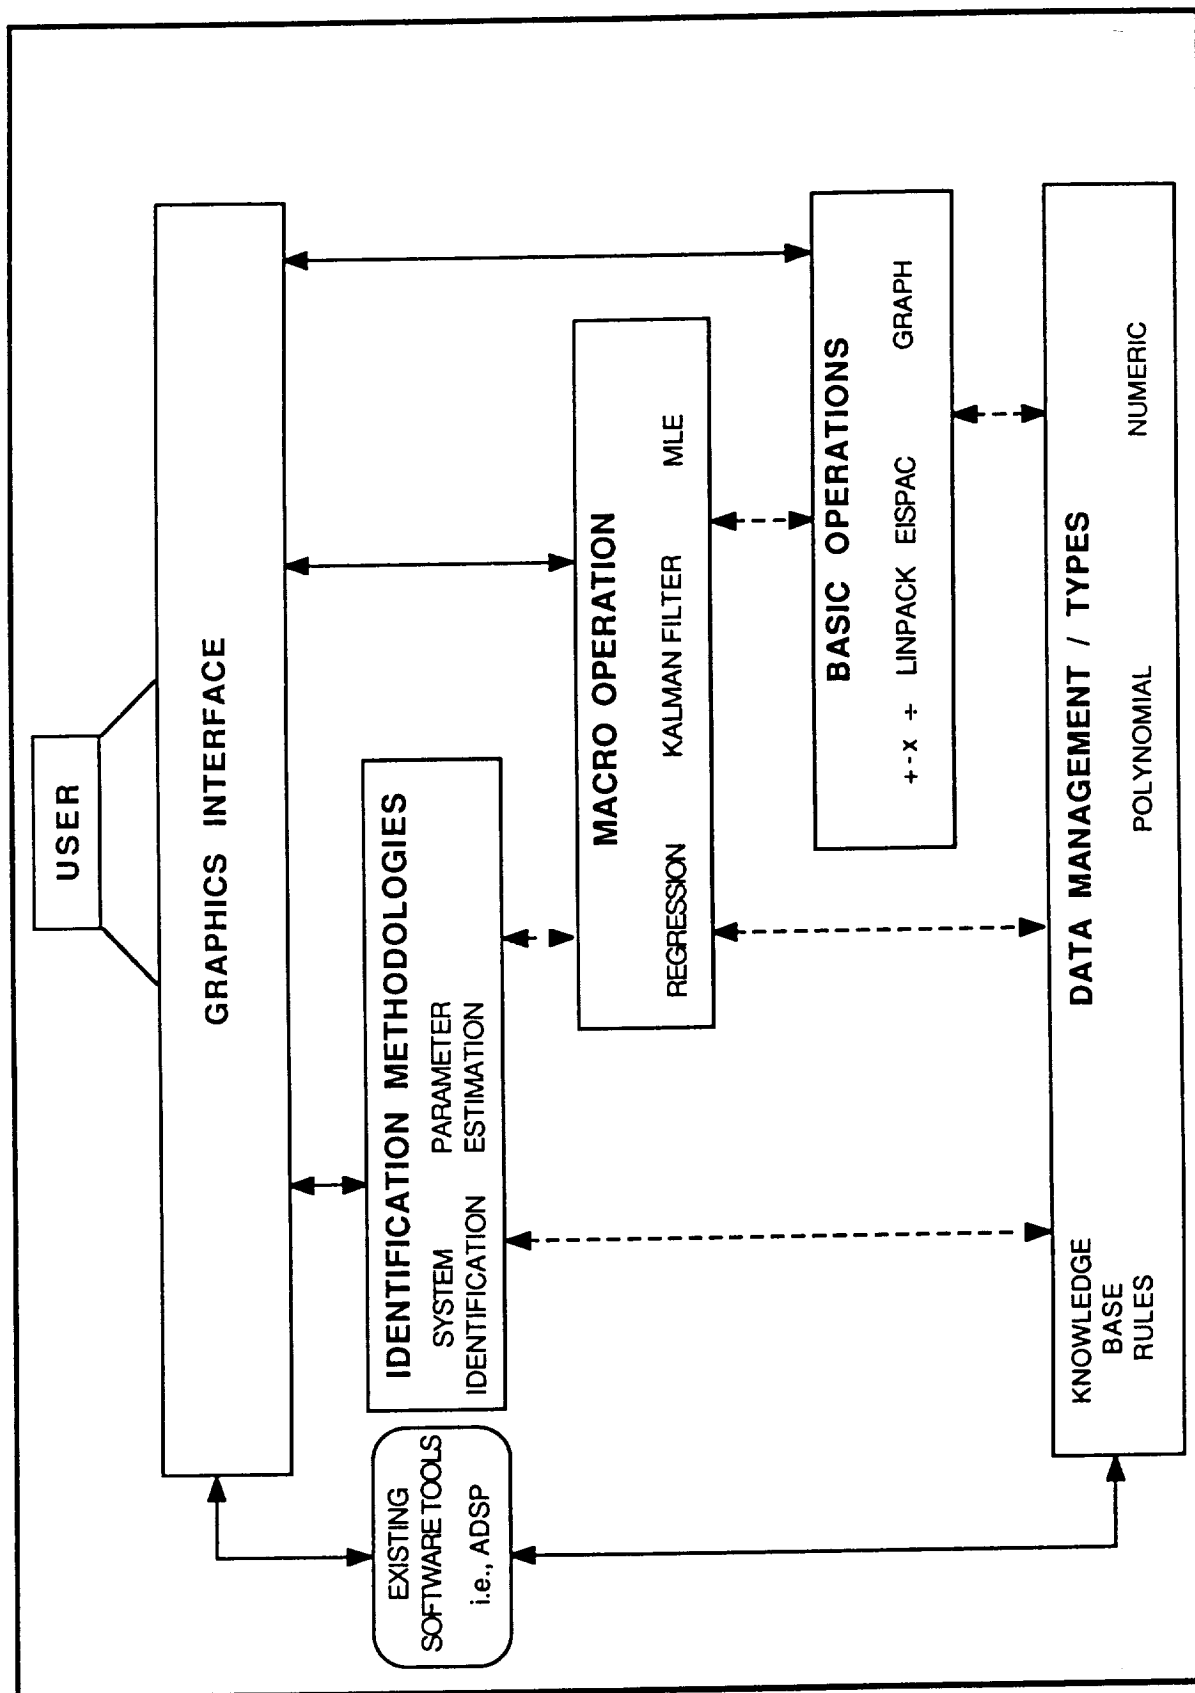 USER
GRAPHICS INTERFACE
EXISTING
SOFTWARE TOOLS
i.e., ADSP
IDENTIFICATION METHODOLOGIES
SYSTEM
IDENTIFICATION
PARAMETER
ESTIMATION
MACRO OPERATION
REGRESSION KALMAN FILTER MLE
BASIC OPERATIONS
+-x ÷ LINPACK EISPAC GRAPH
DATA MANAGEMENT / TYPES
KNOWLEDGE
BASE
RULES
POLYNOMIAL NUMERIC